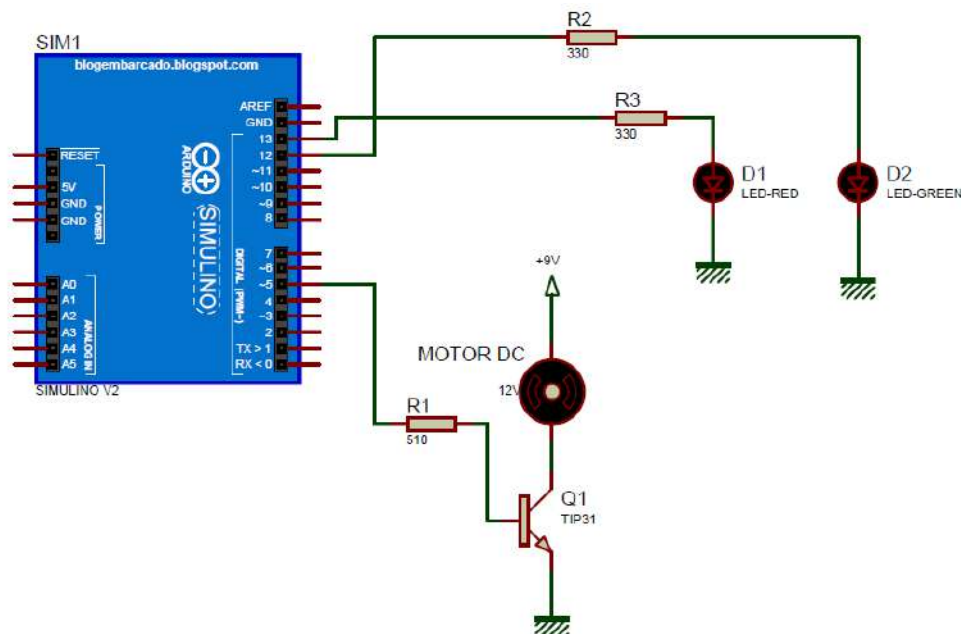 SIM1
blogembarcado.blogspot.com
RESET
5V
GND
GND
POWER
A0
A1
A2
A3
A4
A5
ANALOG IN
ARDUINO
SIMULINO
AREF
GND
13
12
~11
~10
~9
8
7
~6
~5
4
~3
2
TX > 1
RX < 0
DIGITAL (PWM~)
SIMULINO V2
R2
330
R3
330
D1
LED-RED
D2
LED-GREEN
+9V
MOTOR DC
12V
R1
510
Q1
TIP31